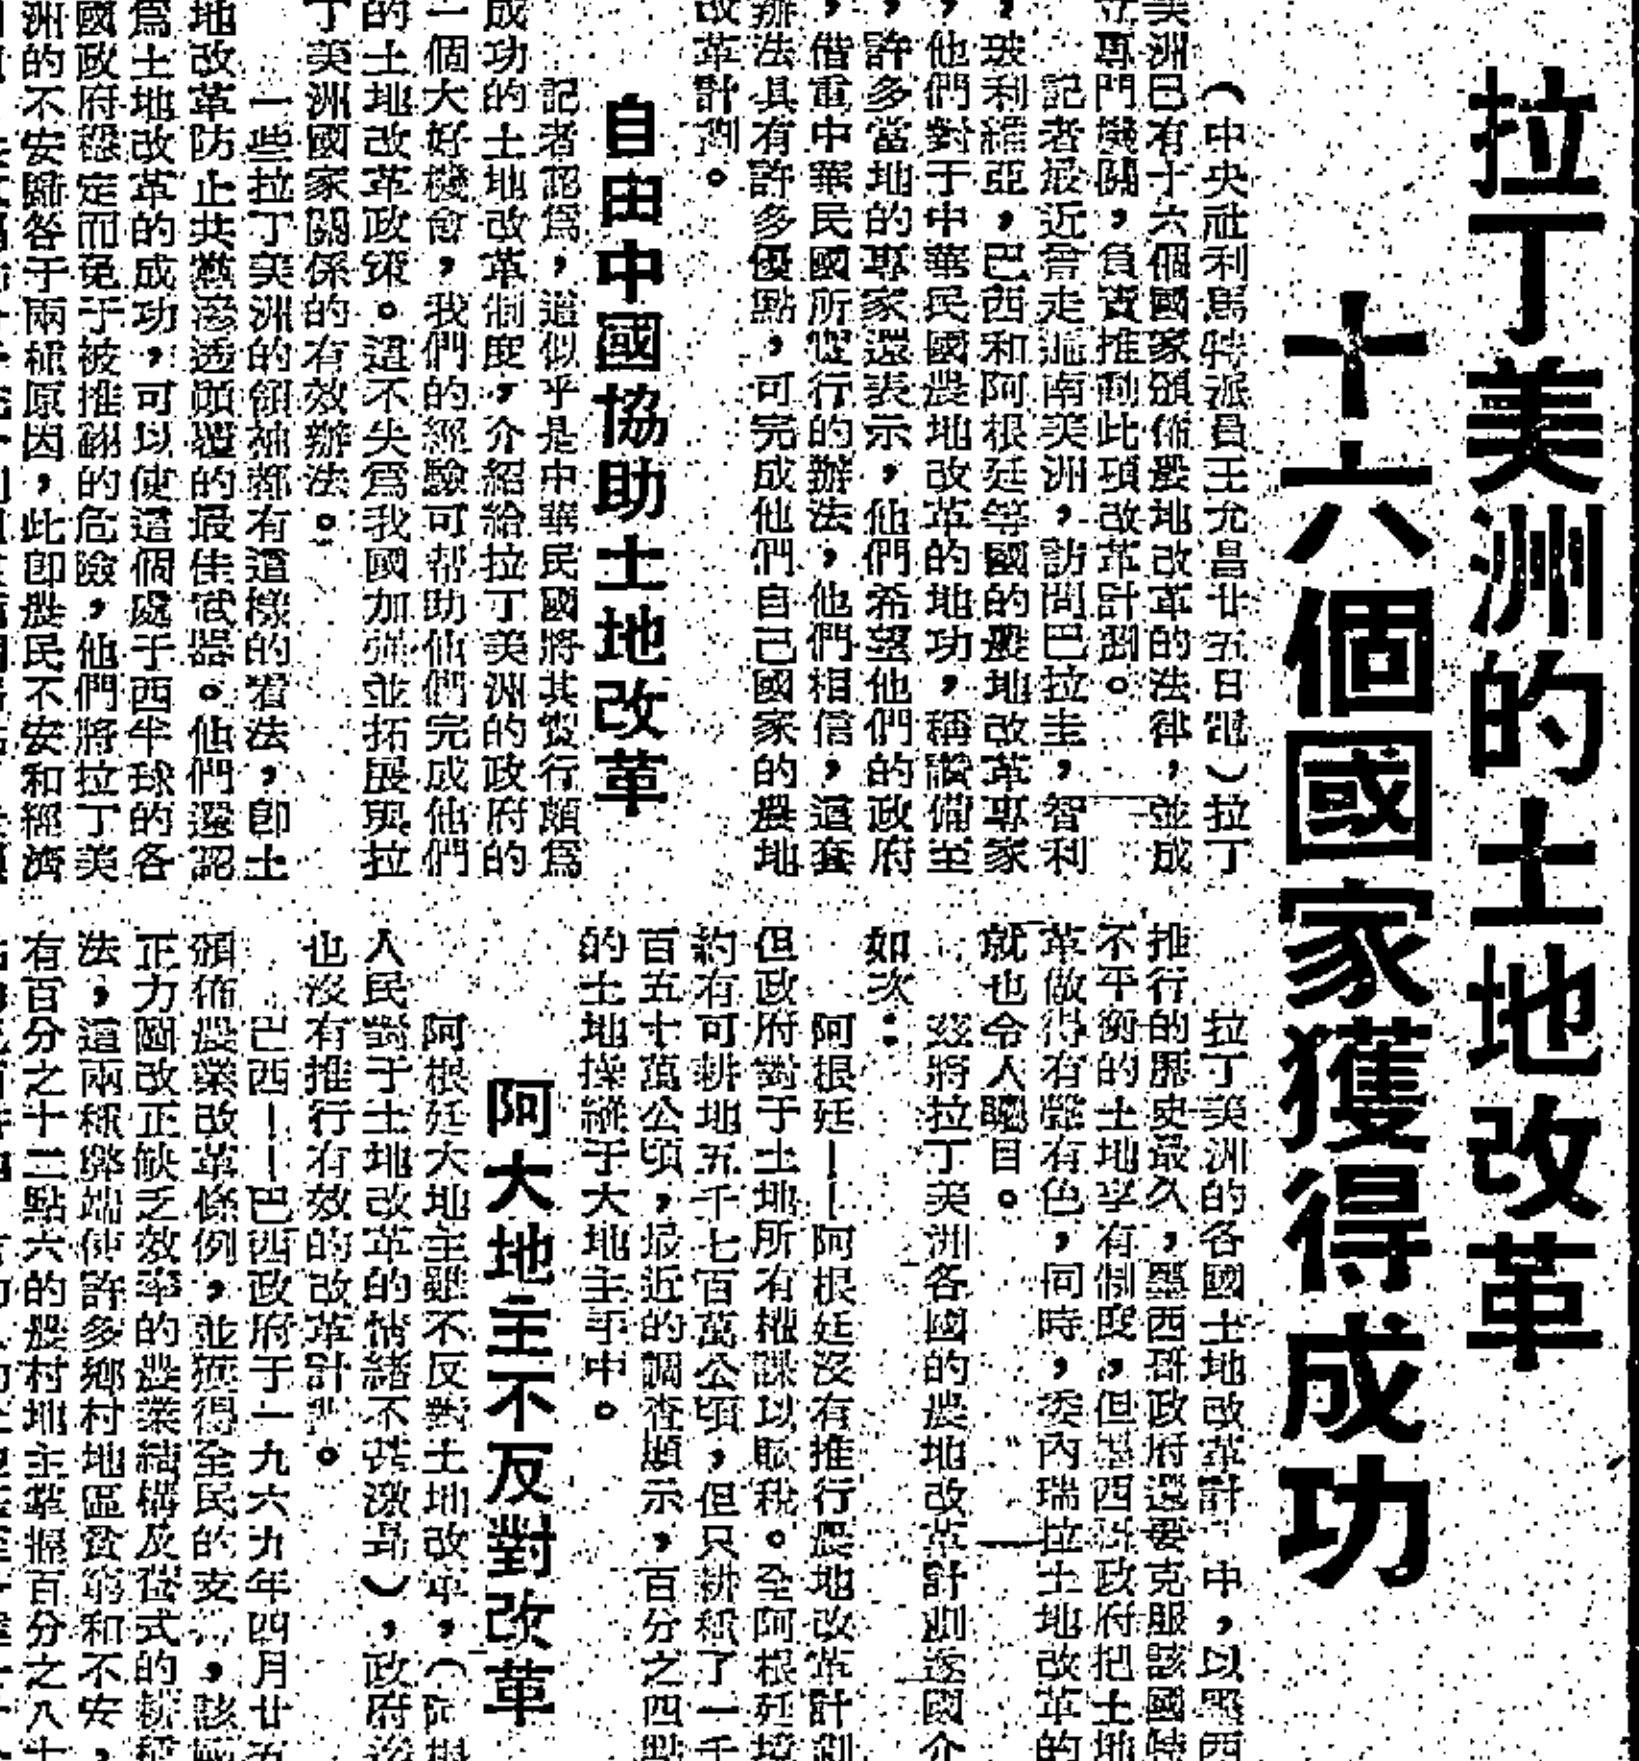 拉丁美洲的土地改革
十六個國家獲得成功
（中央社利馬特派員王允昌廿五日電）拉丁
美洲已有十六個國家頒佈農地改革的法律，並成
立專門機關，負責推動此項改革計劃。
記者最近曾走遍南美洲，訪問巴拉圭，智利
，玻利維亞，巴西和阿根廷等國的農地改革專家
，他們對于中華民國農地改革的地功，稱讚備至
，許多當地的專家還表示，他們希望他們的政府
，借重中華民國所從行的辦法，他們相信，這套
辦法具有許多優點，可完成他們自己國家的農地
改革計劃。
自由中國協助土地改革
記者認為，這似乎是中華民國將其實行頗為
成功的土地改革制度，介紹給拉丁美洲的政府的
一個大好機會，我們的經驗可帮助他們完成他們
的土地改革政策。這不失為我國加強並拓展與拉
丁美洲國家關係的有效辦法。
一些拉丁美洲的領袖都有這樣的看法，卽土
地改革防止共黨滲透顛覆的最佳武器。他們還認
為土地改革的成功，可以使這個處于西半球的各
國政府穩定而免于被推翻的危險，他們將拉丁美
洲的不安歸咎于兩種原因，此卽農民不安和經濟
拉丁美洲的各國土地改革計 中，以墨西
推行的歷史最久，墨西哥政府還要克服該國特
不平衡的土地享有制度，但墨西哥政府把土地
革做得有聲有色，同時，委內瑞拉土地改革的
就也令人矚目。
茲將拉丁美洲各國的農地改革計劃逐國介
如次：
阿根廷——阿根廷沒有推行農地改革計劃
但政府對于土地所有權課以賦稅。全阿根廷境
約有可耕地五千七百萬公頃，但只耕種了一千
百五十萬公頃，最近的調查顯示，百分之四點
的土地操縱于大地主手中。
阿大地主不反對改革
阿根廷大地主雖不反對土地改革，（阿根
人民對于土地改革的情緒不甚激昂），政府後
也沒有推行有效的改革計 。
巴西——巴西政府于一九六九年四月廿五
頒佈農業改革條例，並獲得全民的支 ，該國
正力圖改正缺乏效率的農業結構及舊式的耕種
法，這兩種弊端使許多鄉村地區貧窮和不安，
有百分之十二點六的農村地主掌握百分之八十